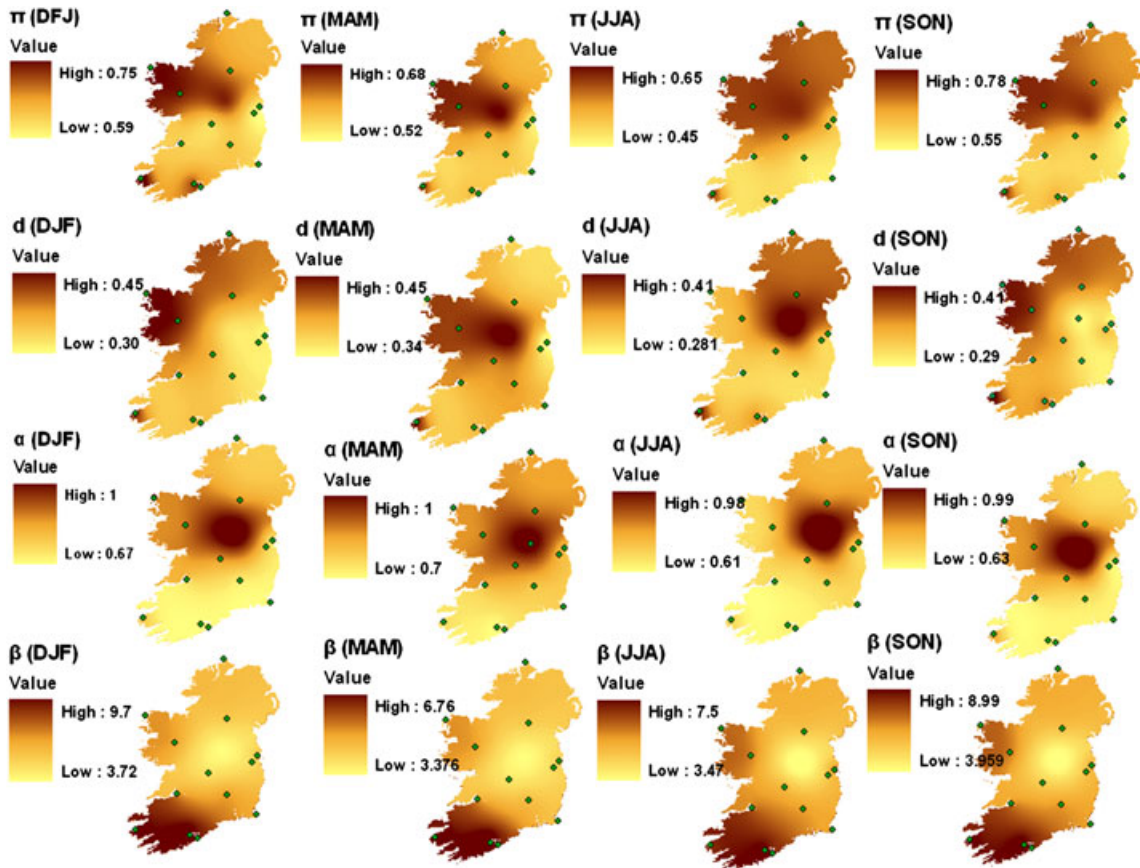 π (DFJ)
Value
High : 0.75
Low : 0.59
π (MAM)
Value
High : 0.68
Low : 0.52
π (JJA)
Value
High : 0.65
Low : 0.45
π (SON)
Value
High : 0.78
Low : 0.55
d (DJF)
Value
High : 0.45
Low : 0.30
d (MAM)
Value
High : 0.45
Low : 0.34
d (JJA)
Value
High : 0.41
Low : 0.281
d (SON)
Value
High : 0.41
Low : 0.29
α (DJF)
Value
High : 1
Low : 0.67
α (MAM)
Value
High : 1
Low : 0.7
α (JJA)
Value
High : 0.98
Low : 0.61
α (SON)
Value
High : 0.99
Low : 0.63
β (DJF)
Value
High : 9.7
Low : 3.72
β (MAM)
Value
High : 6.76
Low : 3.376
β (JJA)
Value
High : 7.5
Low : 3.47
β (SON)
Value
High : 8.99
Low : 3.959